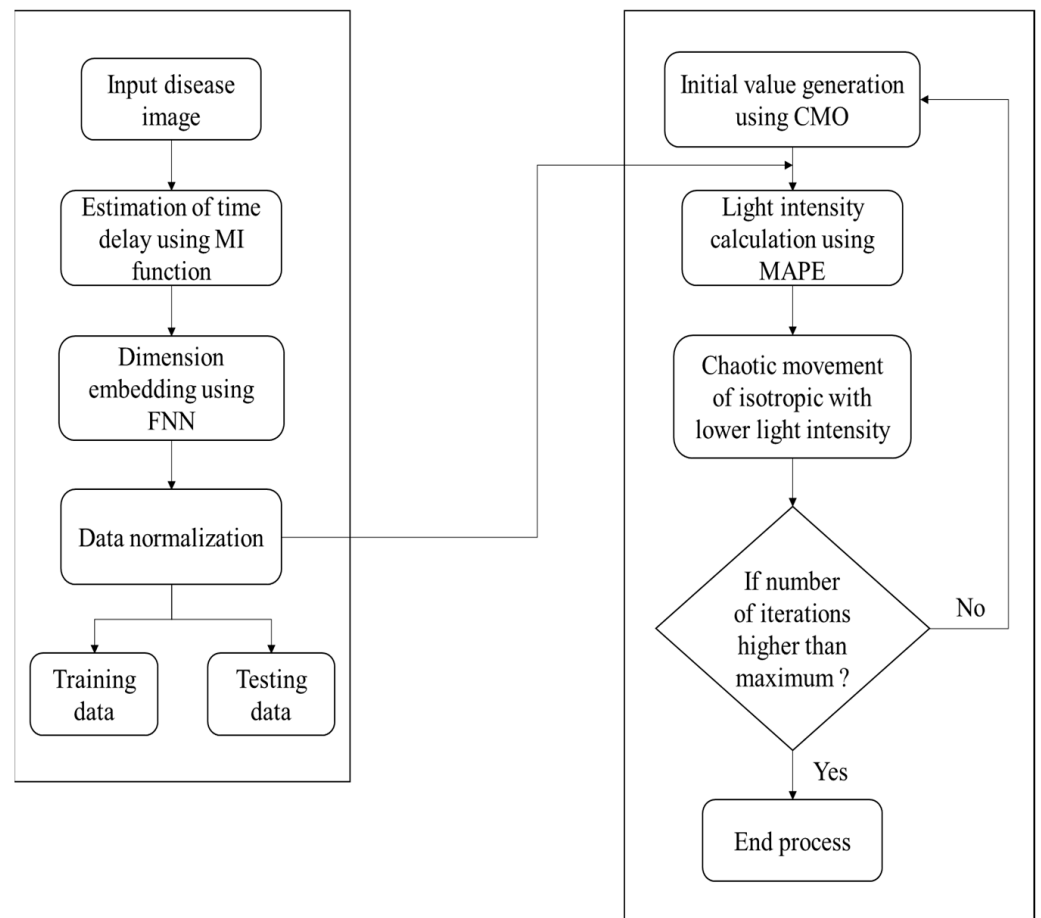 Input disease
image
Estimation of time
delay using MI
function
Dimension
embedding using
FNN
Data normalization
Training
data
Testing
data
Initial value generation
using CMO
Light intensity
calculation using
MAPE
Chaotic movement
of isotropic with
lower light intensity
If number
of iterations
higher than
maximum ?
No
Yes
End process